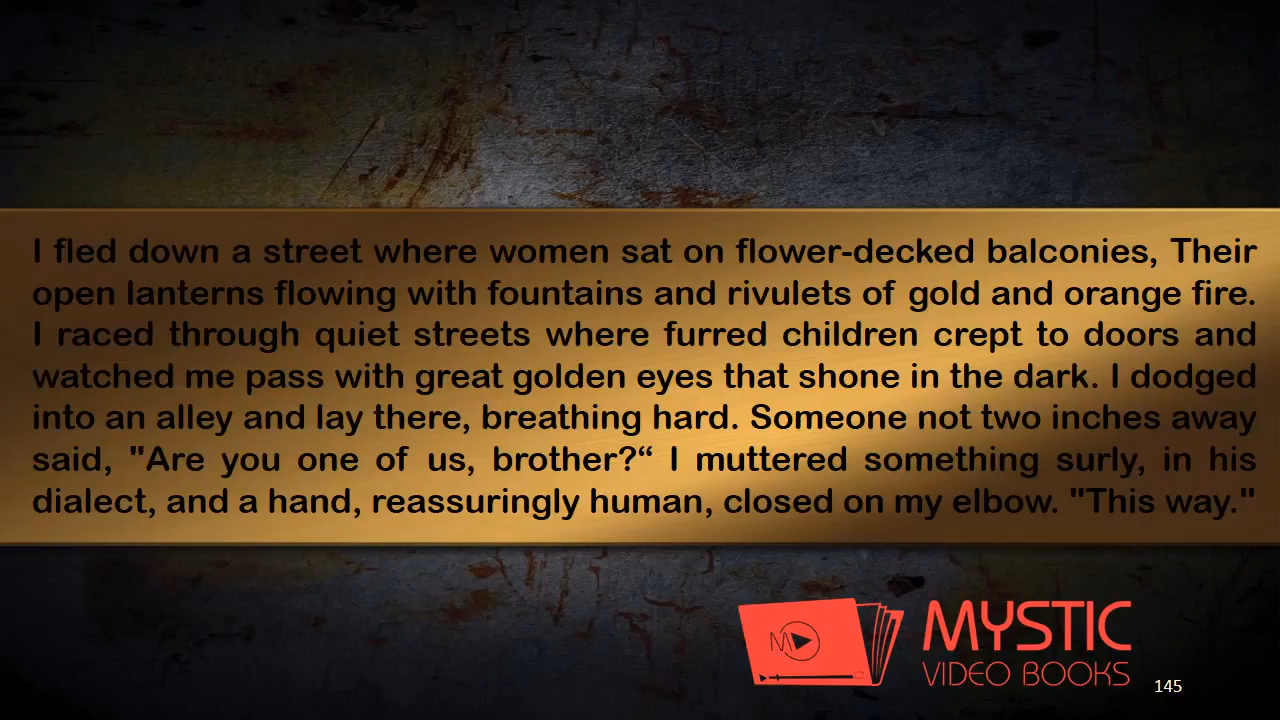 I fled down a street where women sat on flower-decked balconies, Their
open lanterns flowing with fountains and rivulets of gold and orange fire.
I raced through quiet streets where furred children crept to doors and
watched me pass with great golden eyes that shone in the dark. I dodged
into an alley and lay there, breathing hard. Someone not two inches away
said, "Are you one of us, brother?“ I muttered something surly, in his
dialect, and a hand, reassuringly human, closed on my elbow. "This way."
M
MYSTIC
VIDEO BOOKS
145